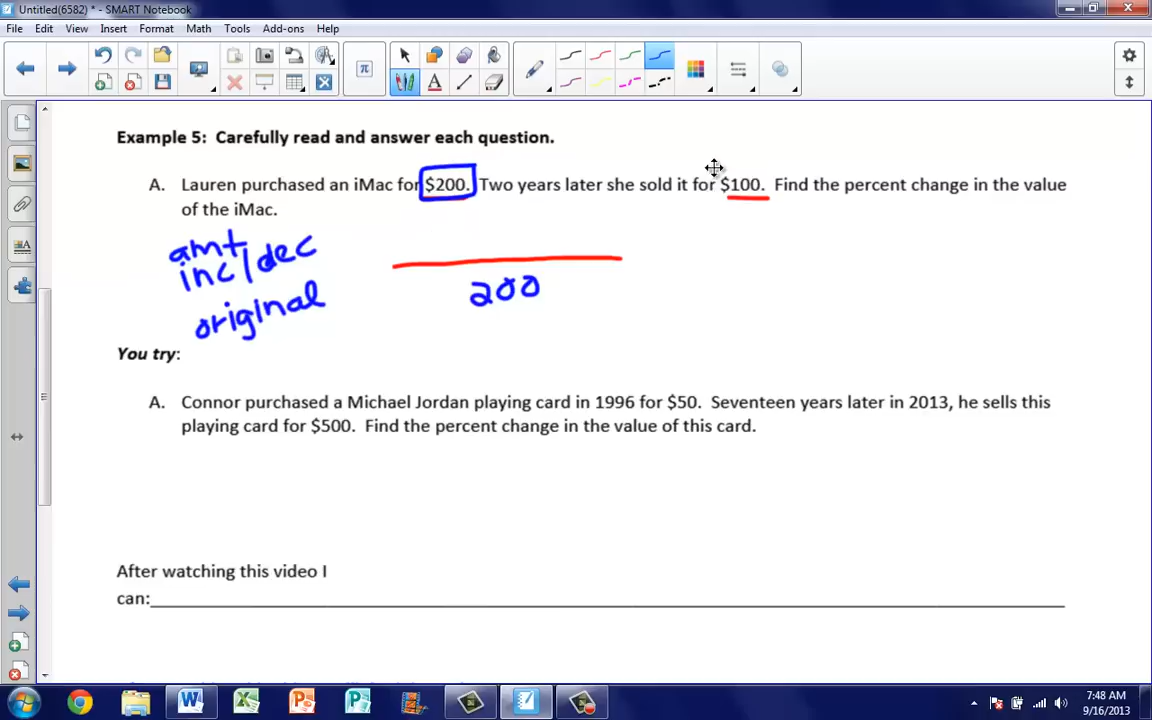 Untitled(6582) * - SMART Notebook
File Edit View Insert Format Math Tools Add-ons Help
π
A
Example 5: Carefully read and answer each question.
A. Lauren purchased an iMac for $200. Two years later she sold it for $100. Find the percent change in the value
of the iMac.
amt
inc/dec
original
200
You try:
A. Connor purchased a Michael Jordan playing card in 1996 for $50. Seventeen years later in 2013, he sells this
playing card for $500. Find the percent change in the value of this card.
After watching this video I
can:
7:48 AM
9/16/2013